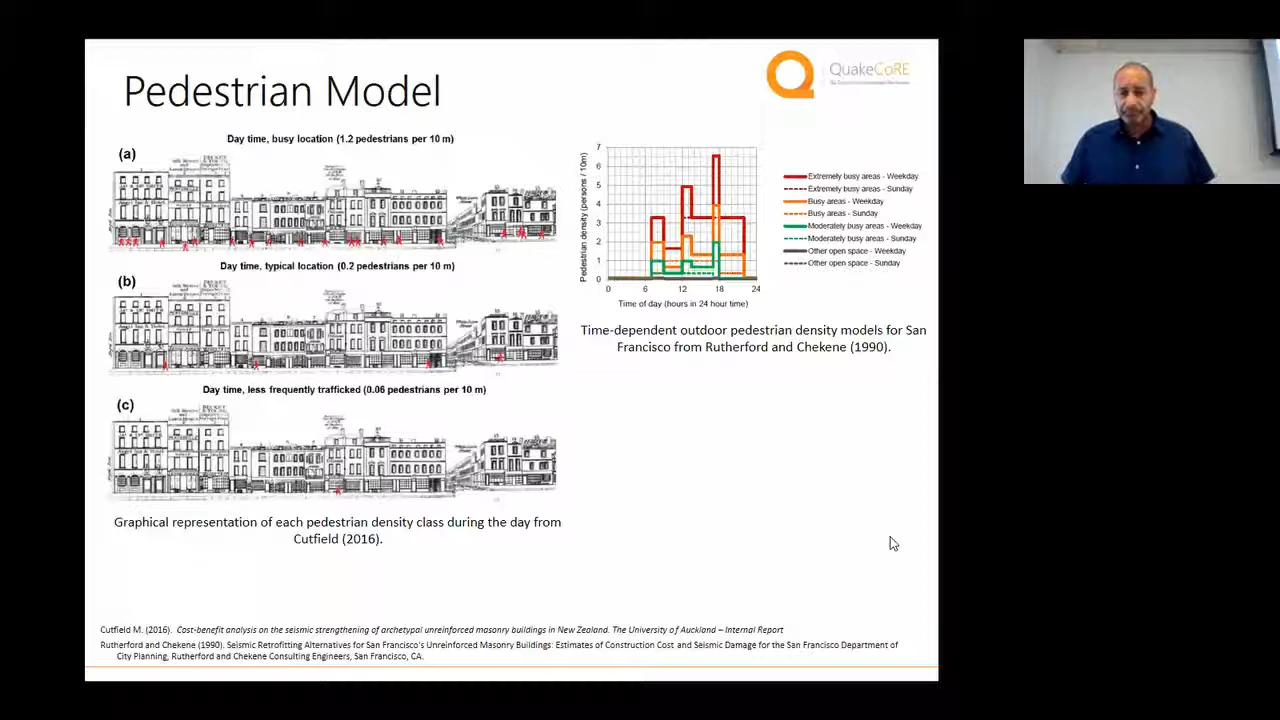 Pedestrian Model
QuakeCoRE
Day time, busy location (1.2 pedestrians per 10 m)
(a)
Day time, typical location (0.2 pedestrians per 10 m)
(b)
Day time, less frequently trafficked (0.06 pedestrians per 10 m)
(c)
Graphical representation of each pedestrian density class during the day from
Cutfield (2016).
Pedestrian density (persons / 10m)
7
6
5
4
3
2
1
0
0 6 12 18 24
Time of day (hours in 24 hour time)
Extremely busy areas - Weekday
Extremely busy areas - Sunday
Busy areas - Weekday
Busy areas - Sunday
Moderately busy areas - Weekday
Moderately busy areas - Sunday
Other open space - Weekday
Other open space - Sunday
Time-dependent outdoor pedestrian density models for San
Francisco from Rutherford and Chekene (1990).
Cutfield M. (2016). Cost-benefit analysis on the seismic strengthening of archetypal unreinforced masonry buildings in New Zealand. The University of Auckland – Internal Report
Rutherford and Chekene (1990). Seismic Retrofitting Alternatives for San Francisco's Unreinforced Masonry Buildings: Estimates of Construction Cost and Seismic Damage for the San Francisco Department of
City Planning, Rutherford and Chekene Consulting Engineers, San Francisco, CA.